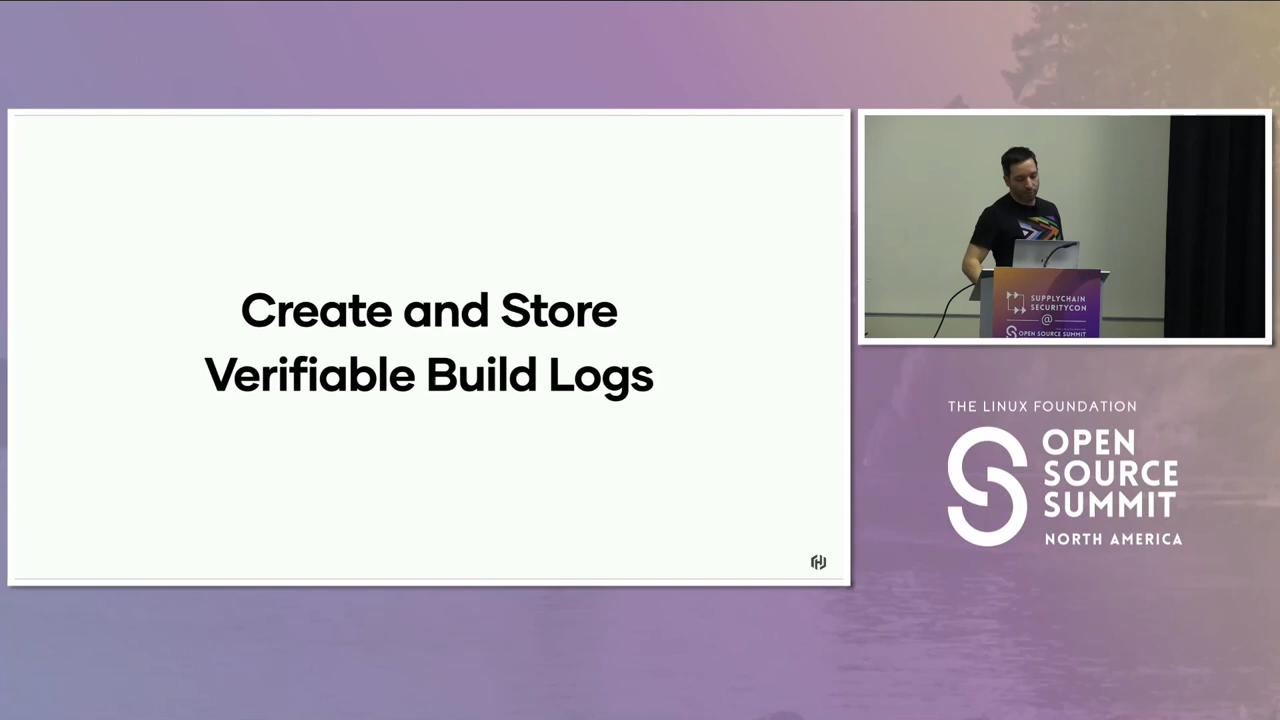 Create and Store
Verifiable Build Logs
SUPPLYCHAIN
SECURITYCON
@
OPEN SOURCE SUMMIT
THE LINUX FOUNDATION
OPEN
SOURCE
SUMMIT
NORTH AMERICA